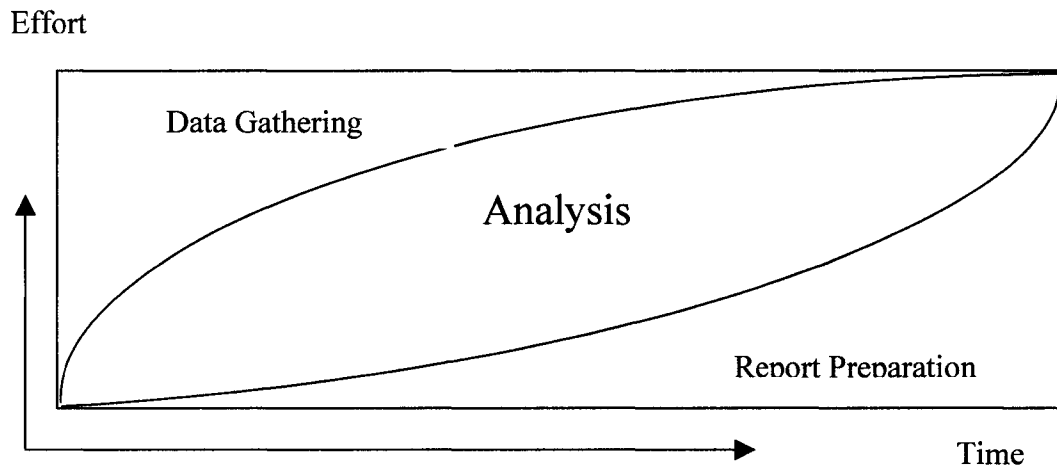 Effort
Data Gathering
Analysis
Report Preparation
Time